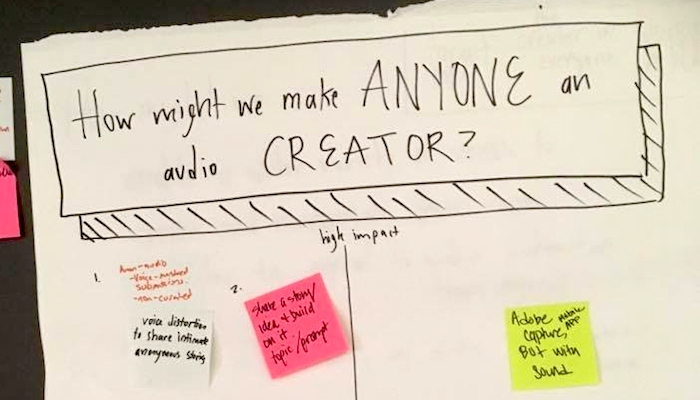 How might we make ANYONE an
audio CREATOR?
high impact
1.
Anon-audio
-Voice-masked
submissions.
-non-curated
voice distortion
to share intimate
anonymous
2.
share a story/
idea + build
on it
topic/prompt
Adobe mobile
Capture, APP
But with
Sound